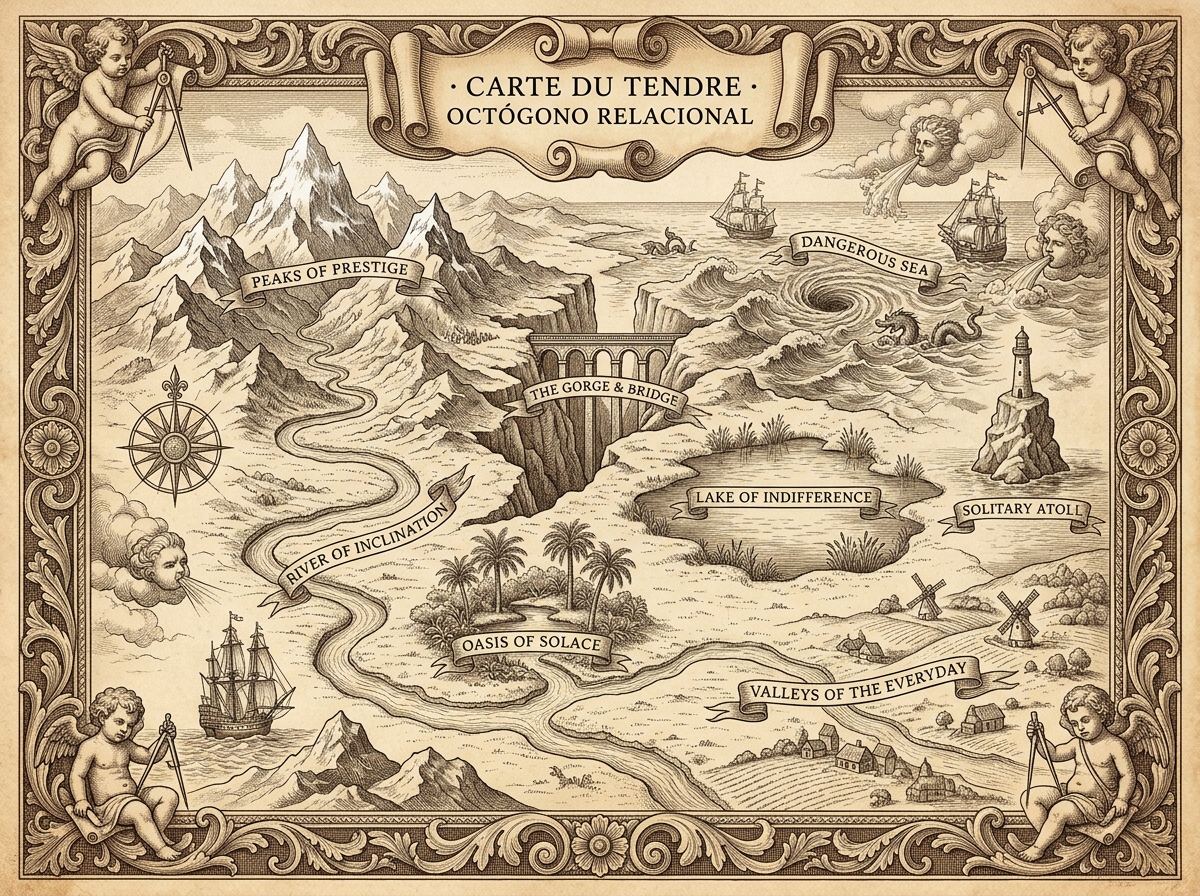 · CARTE DU TENDRE ·
OCTÓGONO RELACIONAL
DANGEROUS SEA
PEAKS OF PRESTIGE
THE GORGE & BRIDGE
LAKE OF INDIFFERENCE
SOLITARY ATOLL
RIVER OF INCLINATION
OASIS OF SOLACE
VALLEYS OF THE EVERYDAY